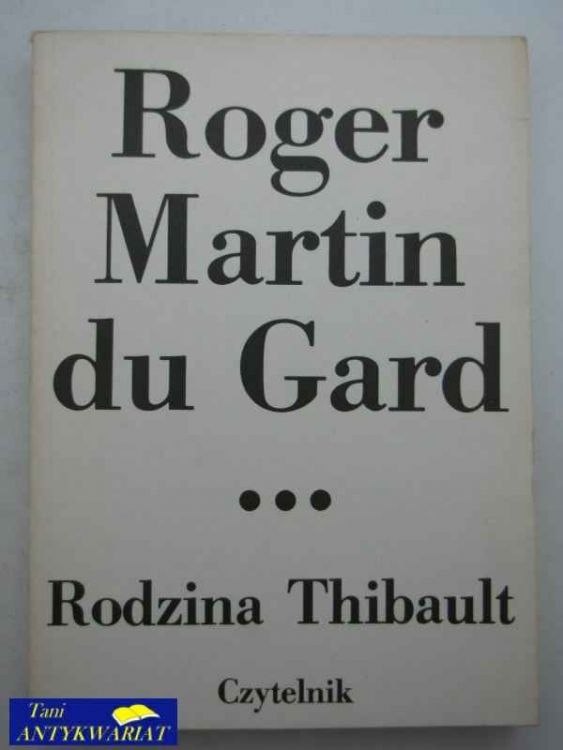 Roger
Martin
du Gard
•••
Rodzina Thibault
Czytelnik
Tani
ANTYKWARIAT